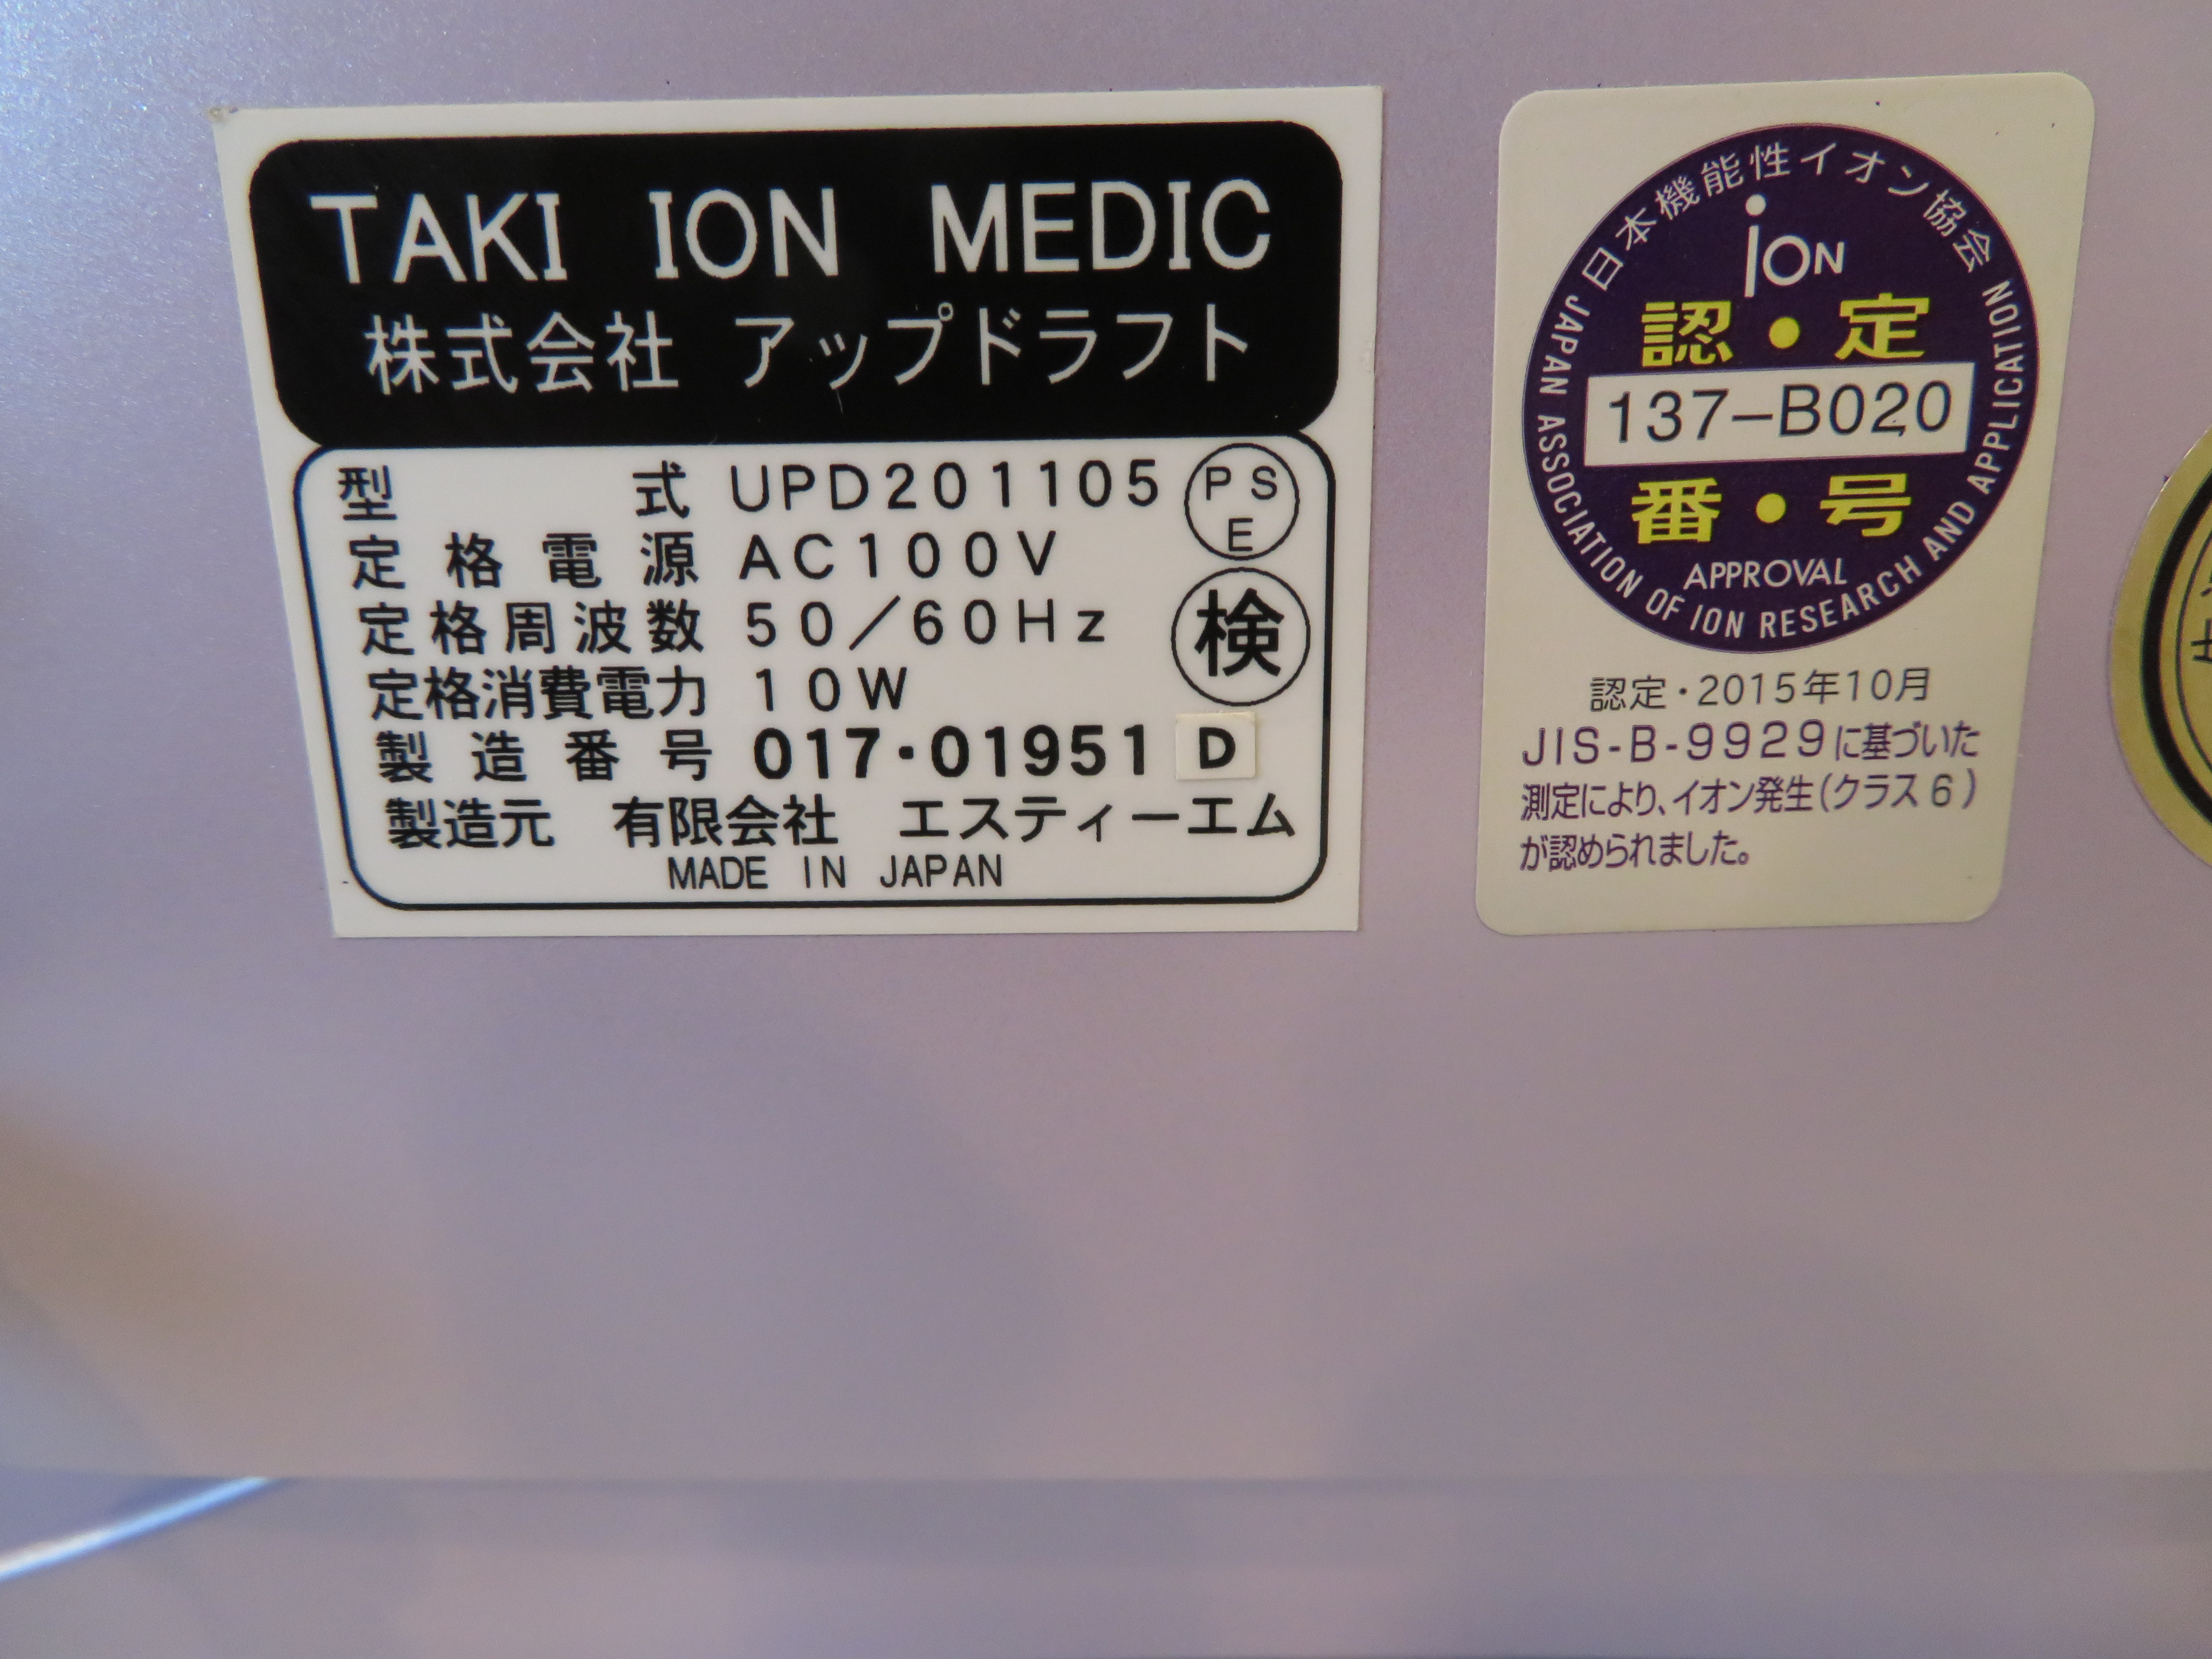 TAKI ION MEDIC
株式会社 アップドラフト
型式 UPD201105
PSE
定格電源 AC100V
定格周波数 50/60Hz
検
定格消費電力 10W
製造番号 017・01951 D
製造元 有限会社 エスティーエム
MADE IN JAPAN
日本機能性イオン協会
ION
認・定
137-B020
番・号
APPROVAL
JAPAN ASSOCIATION OF ION RESEARCH AND APPLICATION
認定・2015年10月
JIS-B-9929に基づいた
測定により、イオン発生(クラス6)
が認められました。